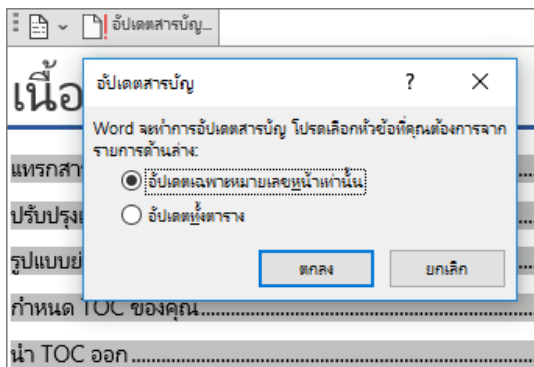 อัปเดตสารบัญ...
เนื้อ
อัปเดตสารบัญ
Word จะทำการอัปเดตสารบัญ โปรดเลือกหัวข้อที่คุณต้องการจาก
รายการด้านล่าง:
แทรกสาร
อัปเดตเฉพาะหมายเลขหน้าเท่านั้น
ปรับปรุง
อัปเดตทั้งตาราง
รูปแบบย่
ตกลง
ยกเลิก
กำหนด TOC ของคุณ
นำ TOC ออก